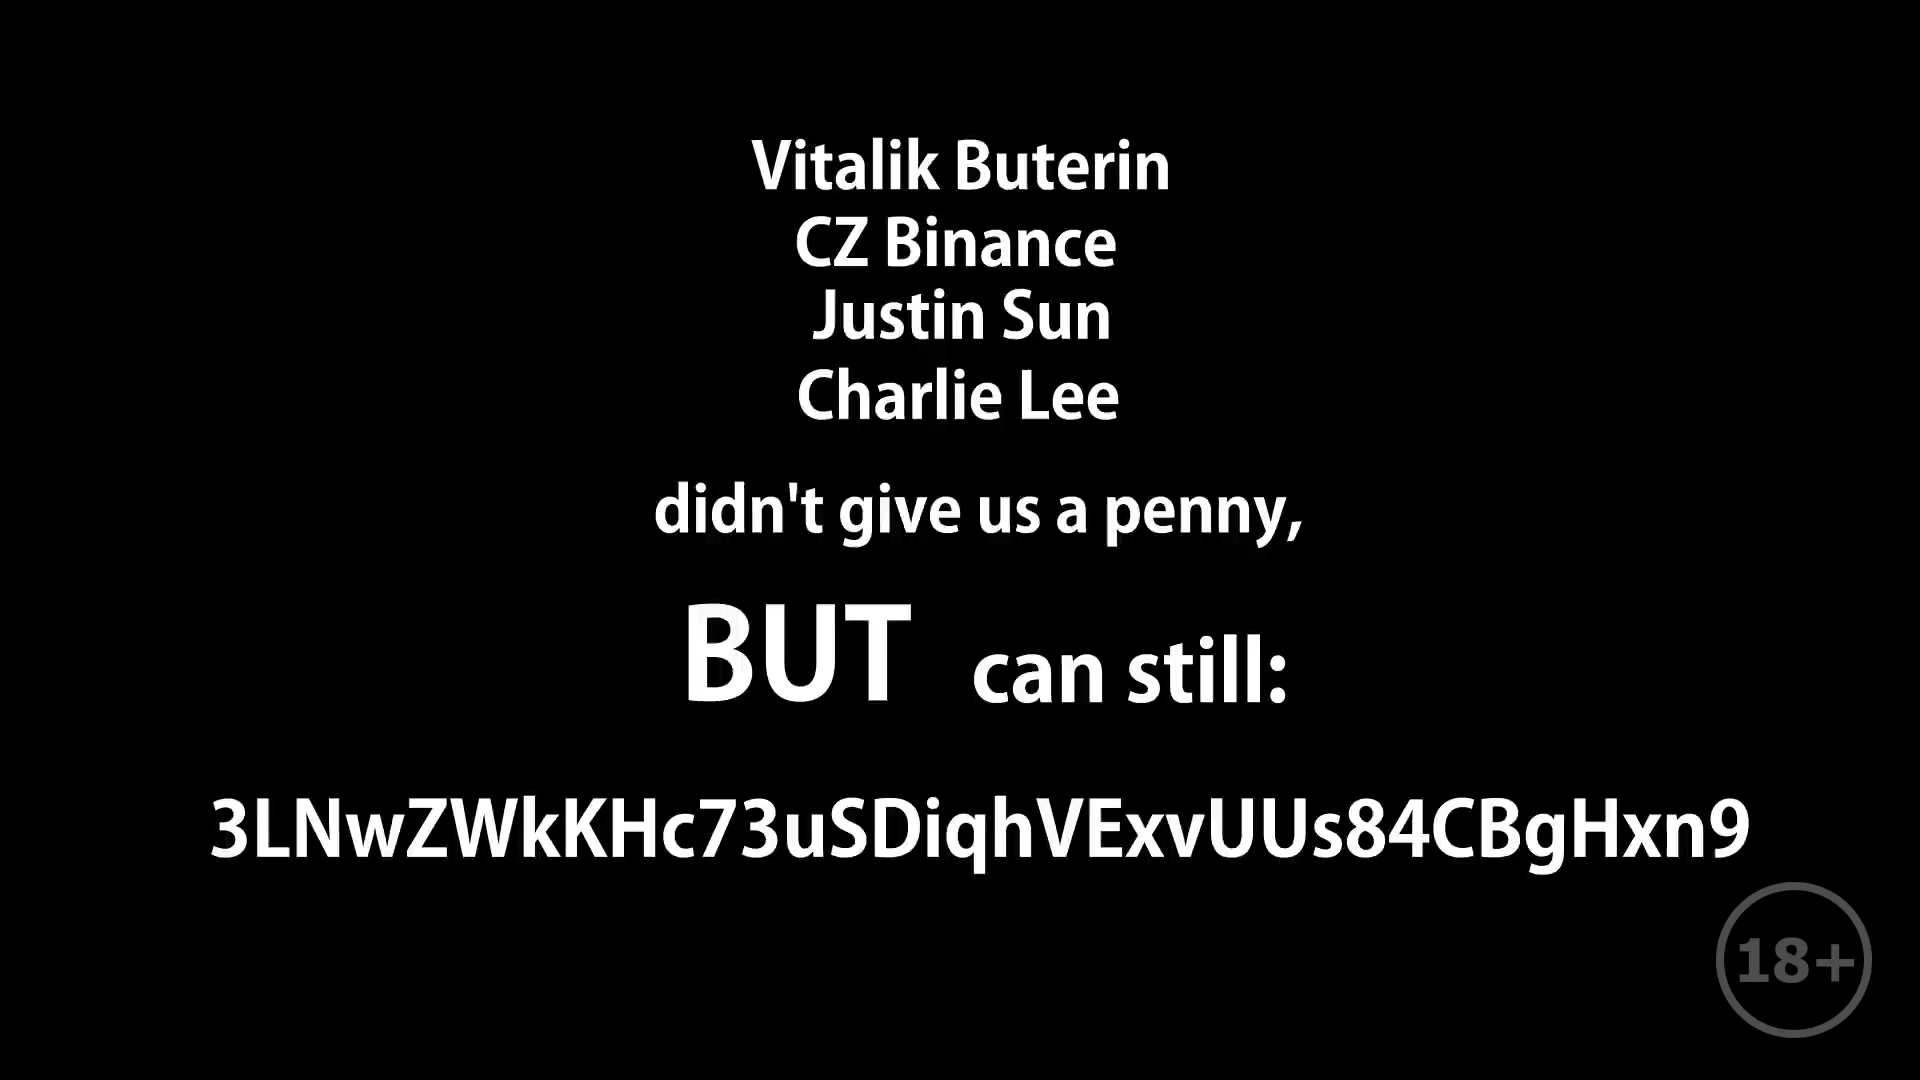 Vitalik Buterin
CZ Binance
Justin Sun
Charlie Lee
didn't give us a penny,
BUT can still:
3LNwZWkKHc73uSDiqhVExvUUs84CBgHxn9
18+